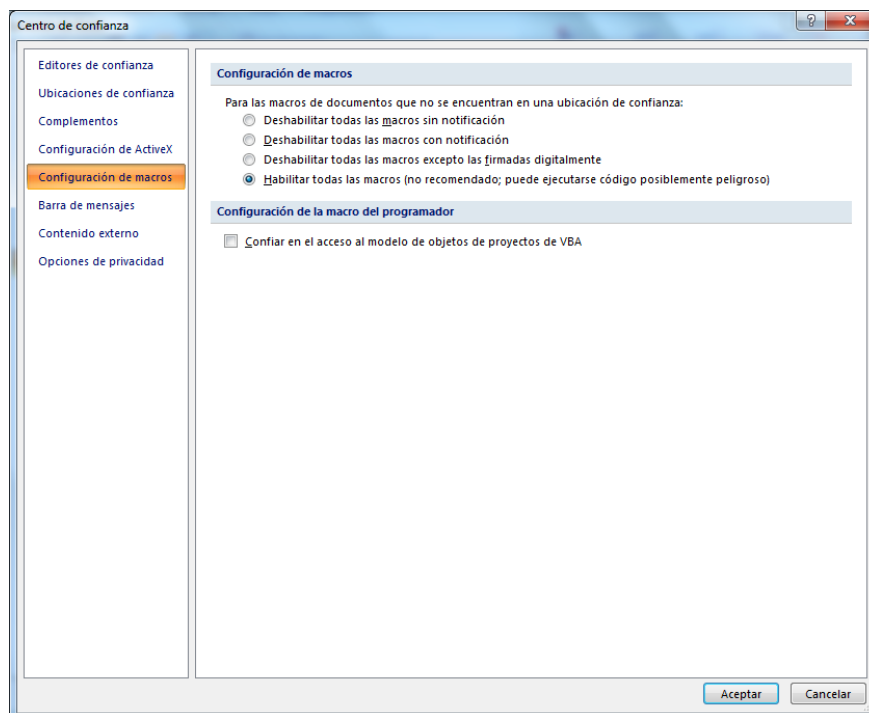 Centro de confianza
Editores de confianza
Ubicaciones de confianza
Complementos
Configuración de ActiveX
Configuración de macros
Barra de mensajes
Contenido externo
Opciones de privacidad
Configuración de macros
Para las macros de documentos que no se encuentran en una ubicación de confianza:
Deshabilitar todas las macros sin notificación
Deshabilitar todas las macros con notificación
Deshabilitar todas las macros excepto las firmadas digitalmente
Habilitar todas las macros (no recomendado; puede ejecutarse código posiblemente peligroso)
Configuración de la macro del programador
Confiar en el acceso al modelo de objetos de proyectos de VBA
Aceptar
Cancelar